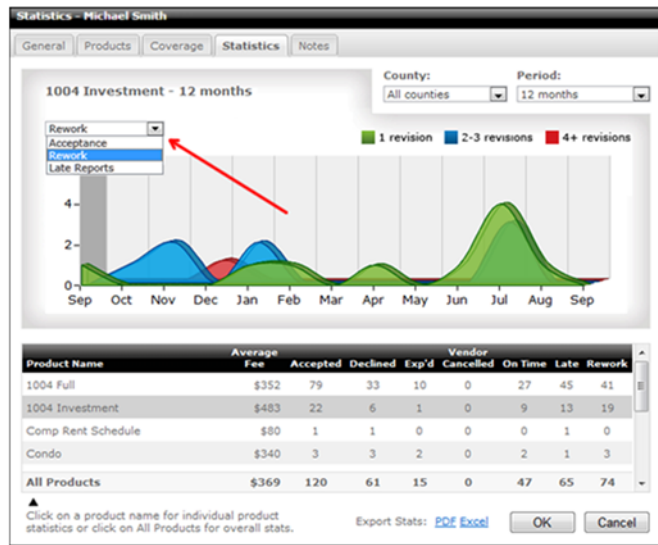 Statistics - Michael Smith
General Products Coverage Statistics Notes
County: Period:
1004 Investment - 12 months
All counties 12 months
Rework
Acceptance
Rework
Late Reports
1 revision 2-3 revisions 4+ revisions
4
2
0
Sep Oct Nov Dec Jan Feb Mar Apr May Jun Jul Aug Sep
Product Name Average Fee Accepted Declined Exp'd Vendor Cancelled On Time Late Rework
1004 Full $352 79 33 10 0 27 45 41
1004 Investment $483 22 6 1 0 9 13 19
Comp Rent Schedule $80 1 1 0 0 0 1 0
Condo $340 3 3 2 0 2 1 3
All Products $369 120 61 15 0 47 65 74
Click on a product name for individual product
statistics or click on All Products for overall stats.
Export Stats: PDF Excel OK Cancel